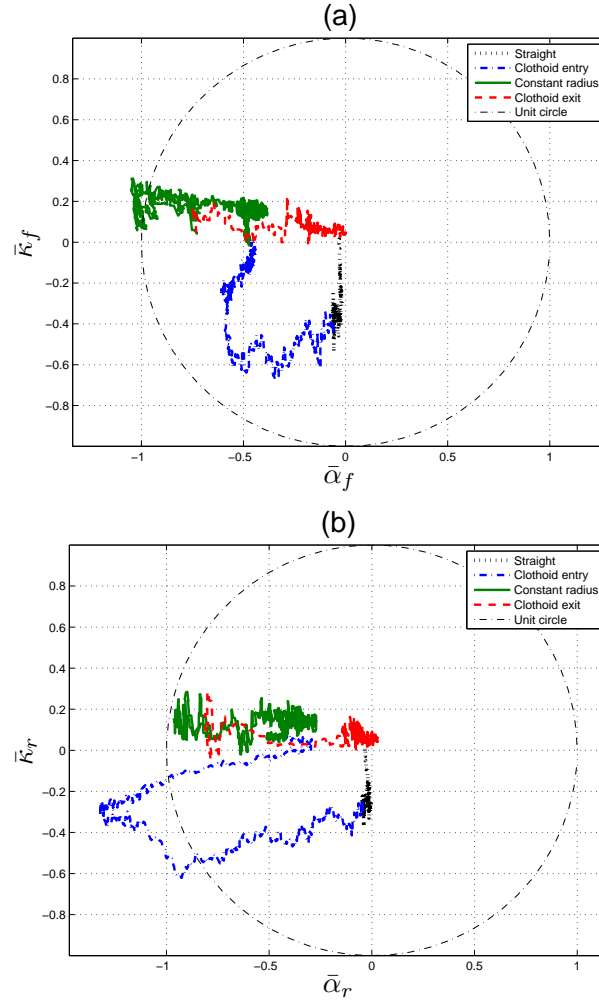 (a)
Straight
Clothoid entry
Constant radius
Clothoid exit
Unit circle
0.8
0.6
0.4
0.2
0
−0.2
−0.4
−0.6
−0.8
κ̄f
−1
−0.5
0
0.5
1
ᾱf
(b)
Straight
Clothoid entry
Constant radius
Clothoid exit
Unit circle
0.8
0.6
0.4
0.2
0
−0.2
−0.4
−0.6
−0.8
κ̄r
−1
−0.5
0
0.5
1
ᾱr